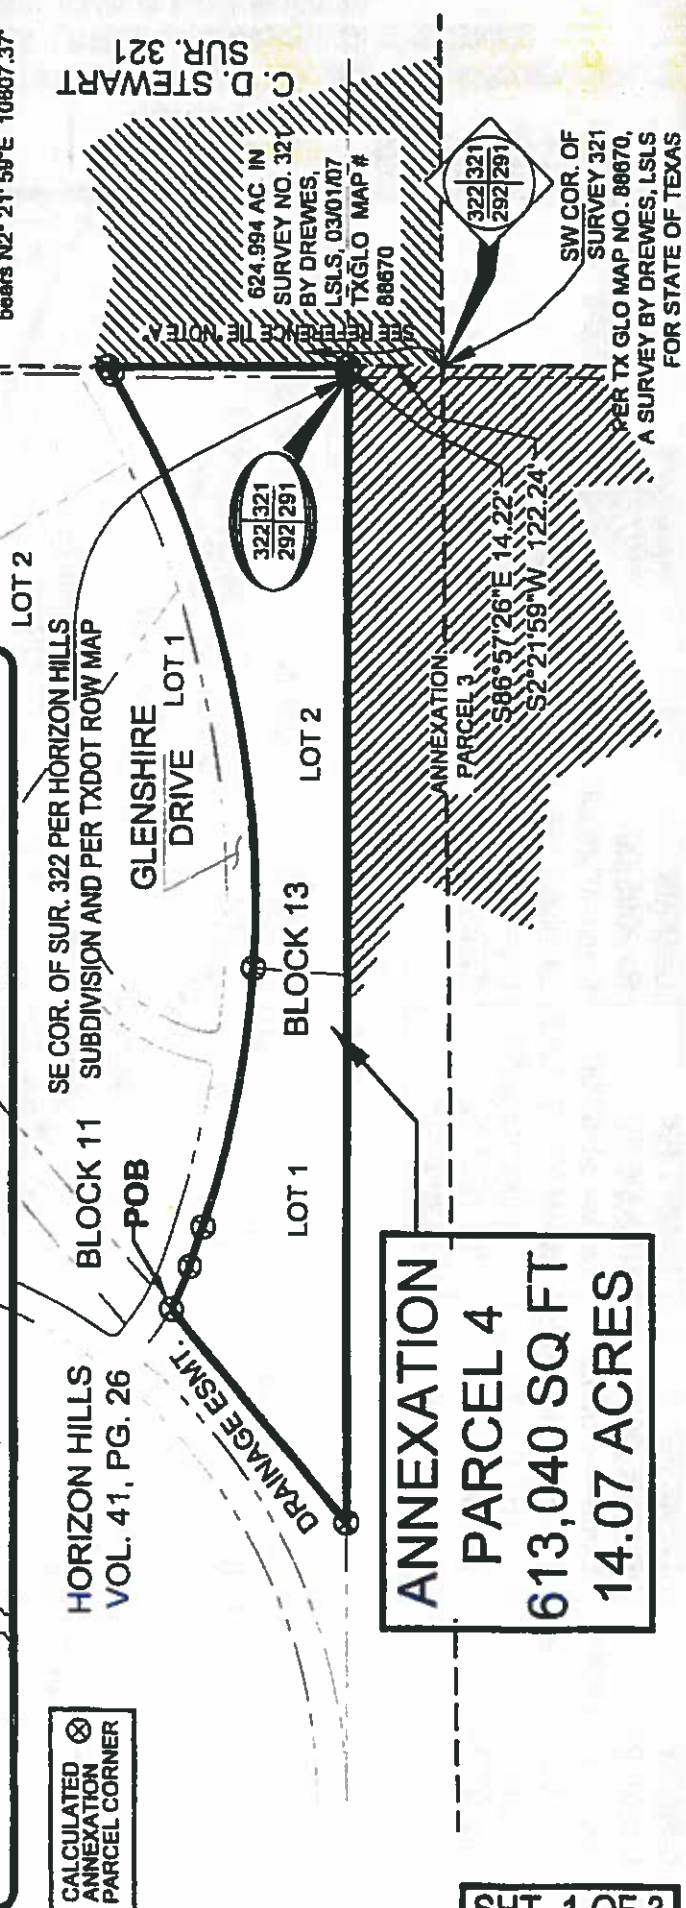 bears N2° 21' 59"E 10807.37'
C. D. STEWART
SUR. 321
624.994 AC. IN
SURVEY NO. 321
BY DREWES,
LSLS, 03/01/07
TXGLO MAP #
88670
SEE REFERENCE TIE NOTE "A"
322 321
292 291
SW COR. OF
SURVEY 321
PER TX GLO MAP NO. 88670,
A SURVEY BY DREWES, LSLS
FOR STATE OF TEXAS
LOT 2
SE COR. OF SUR. 322 PER HORIZON HILLS
SUBDIVISION AND PER TXDOT ROW MAP
322 321
292 291
GLENSHIRE
DRIVE
LOT 1
LOT 2
ANNEXATION
PARCEL 3
S86°57'26"E 14.22'
S2°21'59"W 122.24'
BLOCK 11
POB
BLOCK 13
LOT 1
HORIZON HILLS
VOL. 41, PG. 26
DRAINAGE ESMT.
ANNEXATION
PARCEL 4
613,040 SQ FT
14.07 ACRES
CALCULATED
ANNEXATION
PARCEL CORNER
SHT. 1 OF